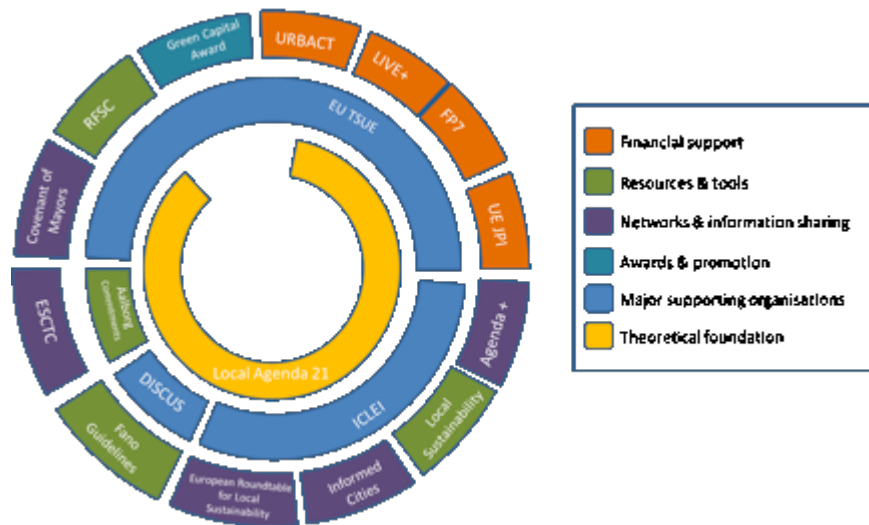 Green Capital
Award
URBACT
LIVE+
FP7
UE JPI
RFSC
EU TSUE
Covenant of
Mayors
ESCTC
Aalborg
Commitments
DISCUS
Local Agenda 21
ICLEI
Agenda +
Local
Sustainability
Fano
Guidelines
European Roundtable
for Local
Sustainability
Informed
Cities
Financial support
Resources & tools
Networks & information sharing
Awards & promotion
Major supporting organisations
Theoretical foundation